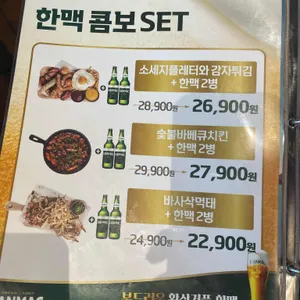 한맥 콤보 SET
소세지플레터와 감자튀김
+ 한맥 2병
28,900원 → 26,900원
숯불바베큐치킨
+ 한맥 2병
29,900원 → 27,900원
바사삭먹태
+ 한맥 2병
24,900원 → 22,900원